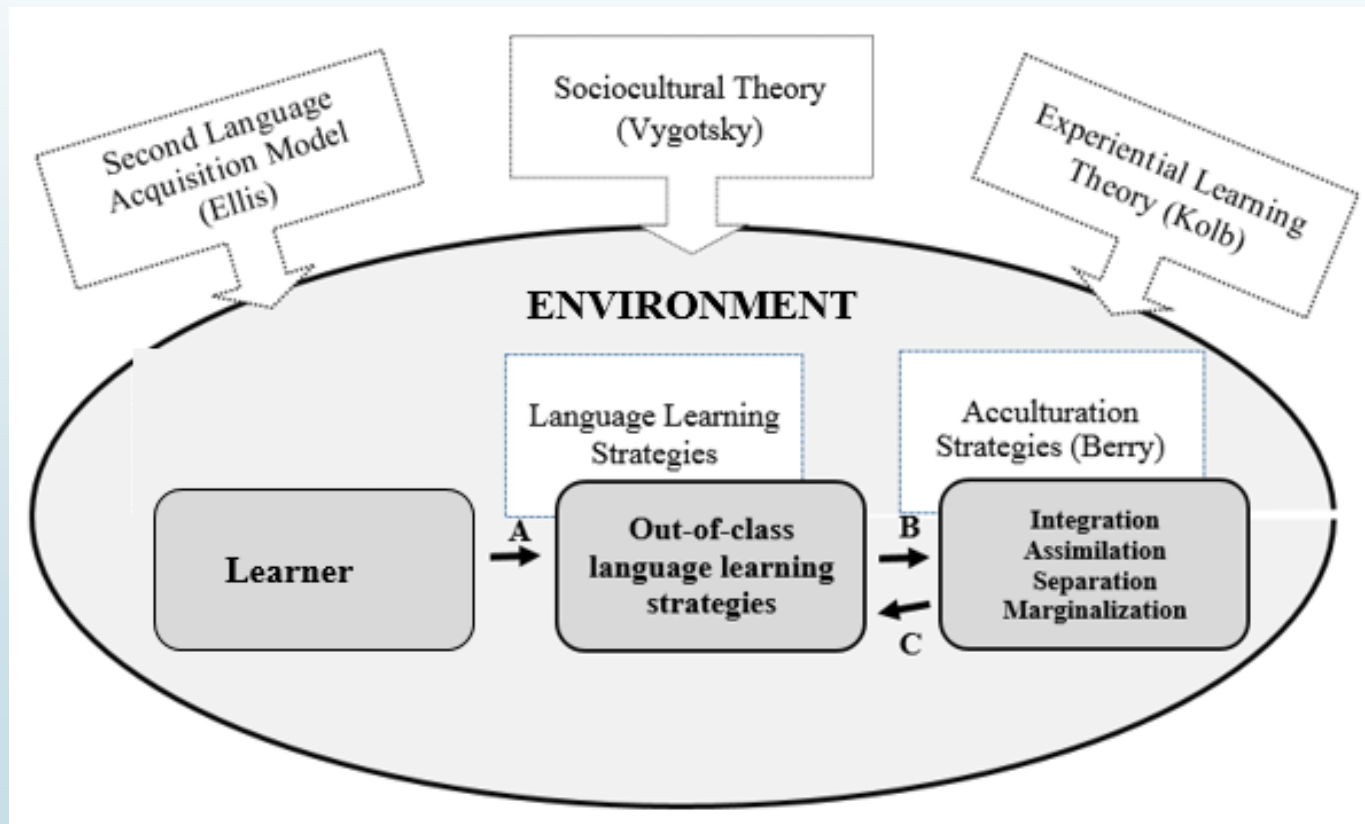 Second Language
Acquisition Model
(Ellis)
Sociocultural Theory
(Vygotsky)
Experiential Learning
Theory (Kolb)
ENVIRONMENT
Language Learning
Strategies
Acculturation
Strategies (Berry)
Learner
A
Out-of-class
language learning
strategies
B
C
Integration
Assimilation
Separation
Marginalization